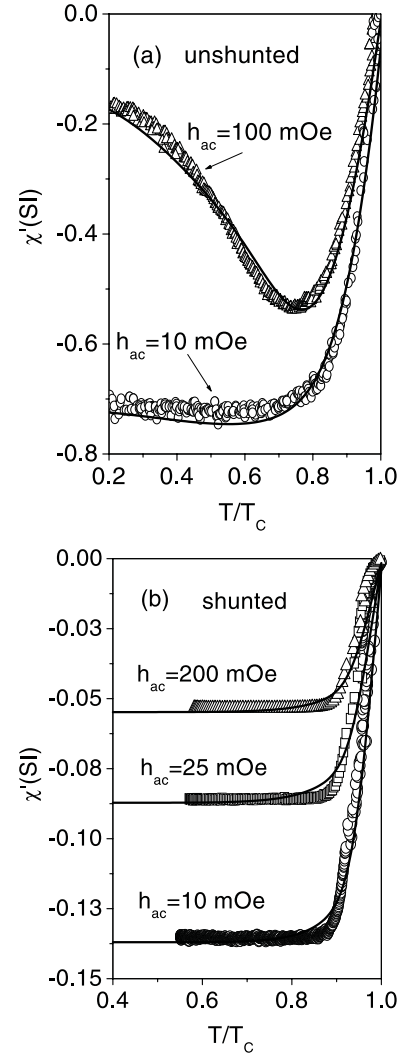 0.0
(a) unshunted
h_ac=100 mOe
-0.2
-0.4
χ'(SI)
h_ac=10 mOe
-0.6
-0.8
0.2 0.4 0.6 0.8 1.0
T/T_C
0.00
(b) shunted
-0.03
h_ac=200 mOe
-0.05
h_ac=25 mOe
-0.08
χ'(SI)
-0.10
h_ac=10 mOe
-0.13
-0.15
0.4 0.6 0.8 1.0
T/T_C